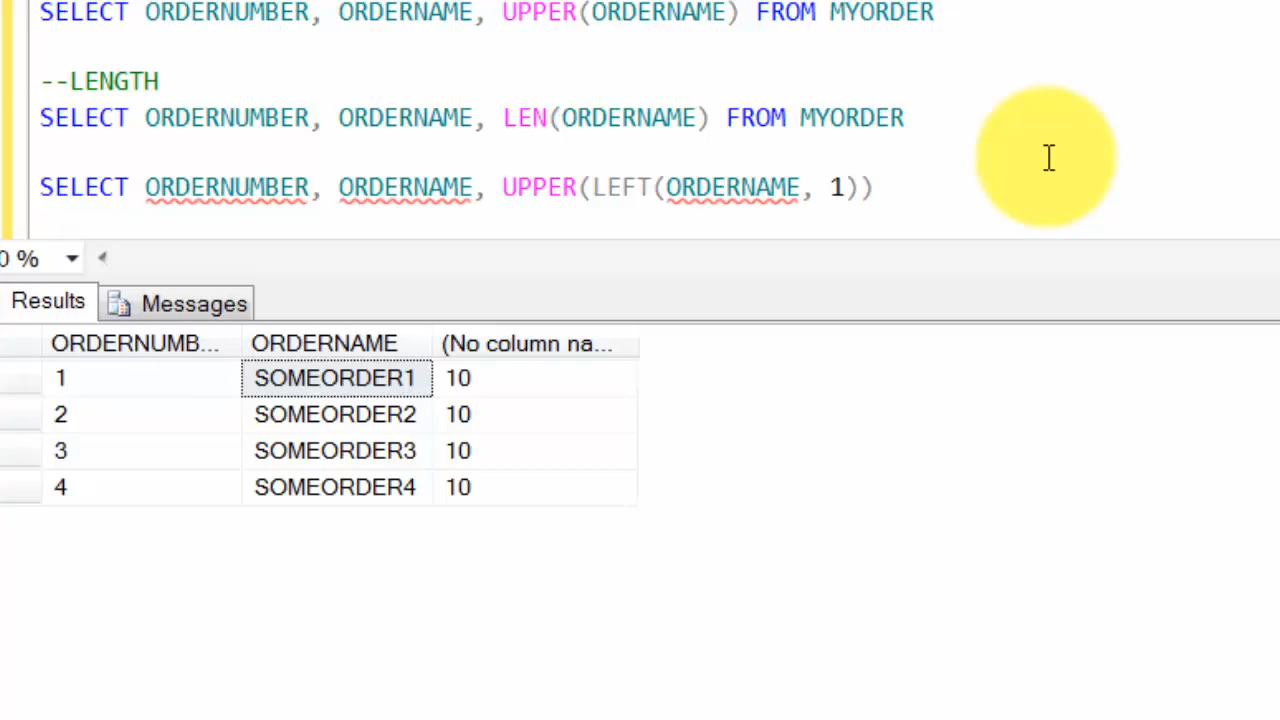 SELECT ORDERNUMBER, ORDERNAME, UPPER(ORDERNAME) FROM MYORDER
--LENGTH
SELECT ORDERNUMBER, ORDERNAME, LEN(ORDERNAME) FROM MYORDER
SELECT ORDERNUMBER, ORDERNAME, UPPER(LEFT(ORDERNAME, 1))
0 %
Results Messages
ORDERNUMB... ORDERNAME (No column na...
1 SOMEORDER1 10
2 SOMEORDER2 10
3 SOMEORDER3 10
4 SOMEORDER4 10